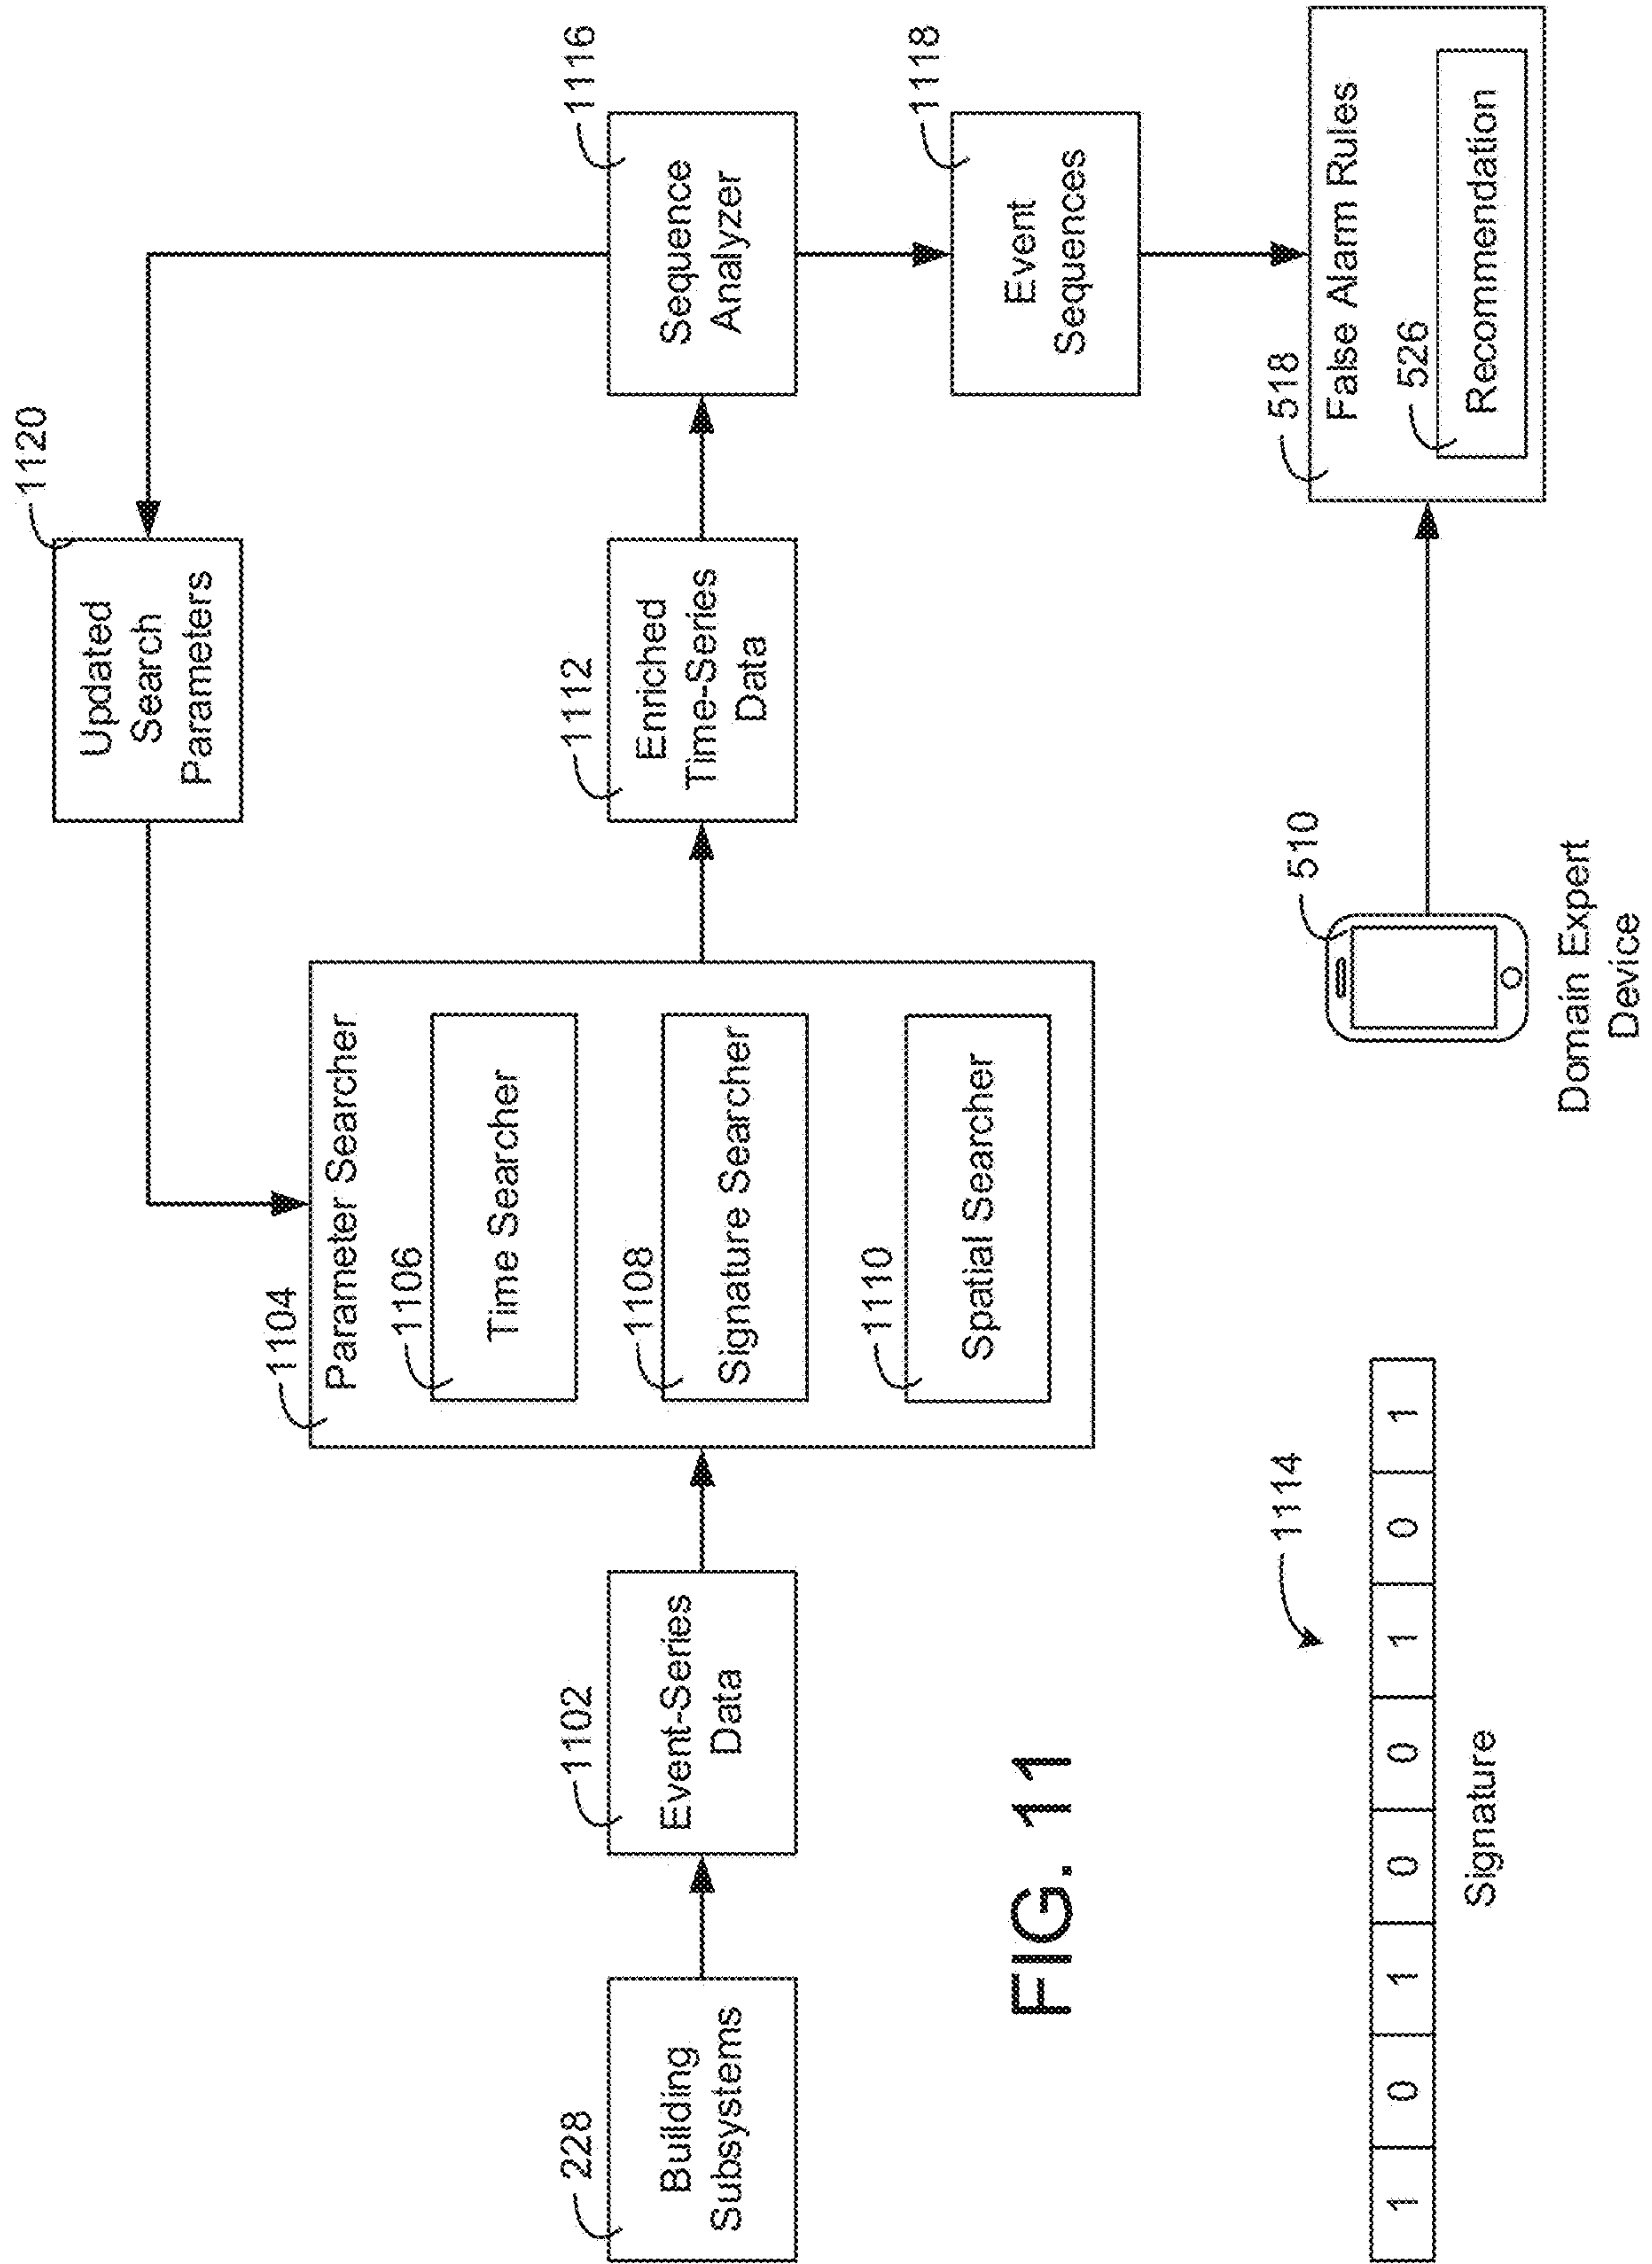 228
Building
Subsystems
1102
Event-Series
Data
1104
Parameter Searcher
1106
Time Searcher
1108
Signature Searcher
1110
Spatial Searcher
1120
Updated
Search
Parameters
1112
Enriched
Time-Series
Data
1116
Sequence
Analyzer
1118
Event
Sequences
518
False Alarm Rules
526
Recommendation
510
Domain Expert
Device
FIG. 11
1114
1 0 1 0 0 1 0 1
Signature